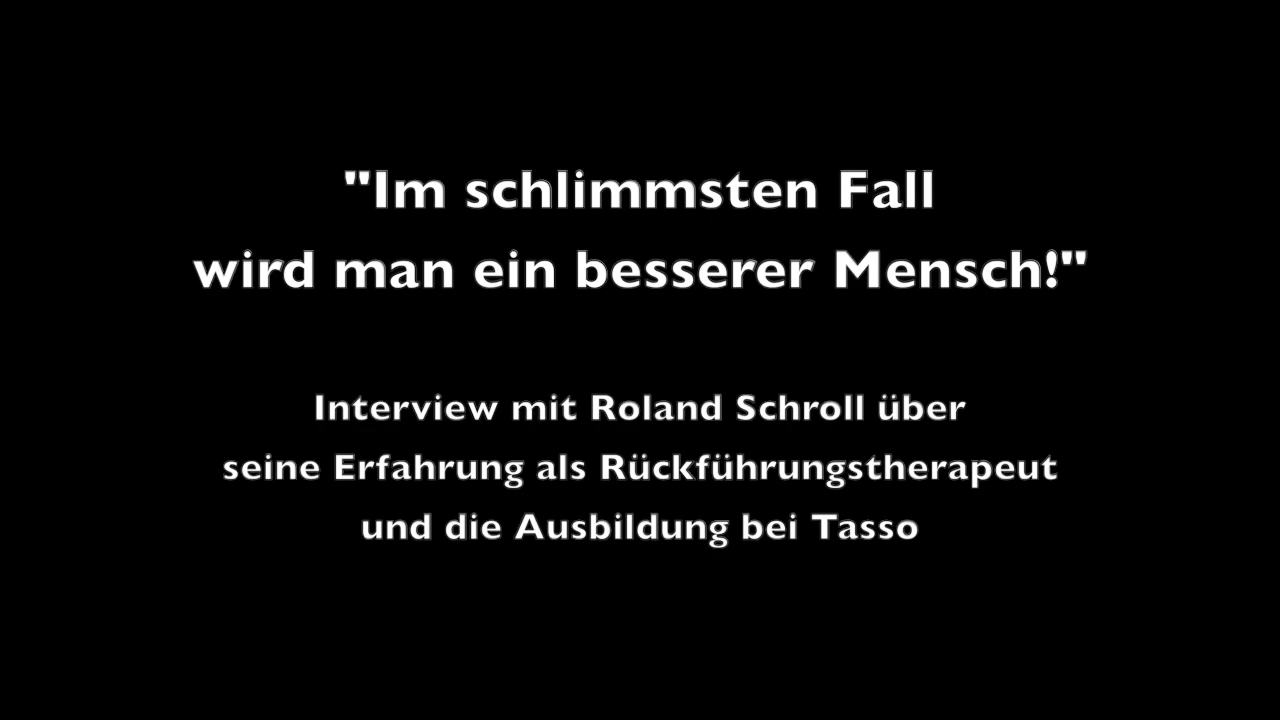 "Im schlimmsten Fall
wird man ein besserer Mensch!"
Interview mit Roland Schroll über
seine Erfahrung als Rückführungstherapeut
und die Ausbildung bei Tasso